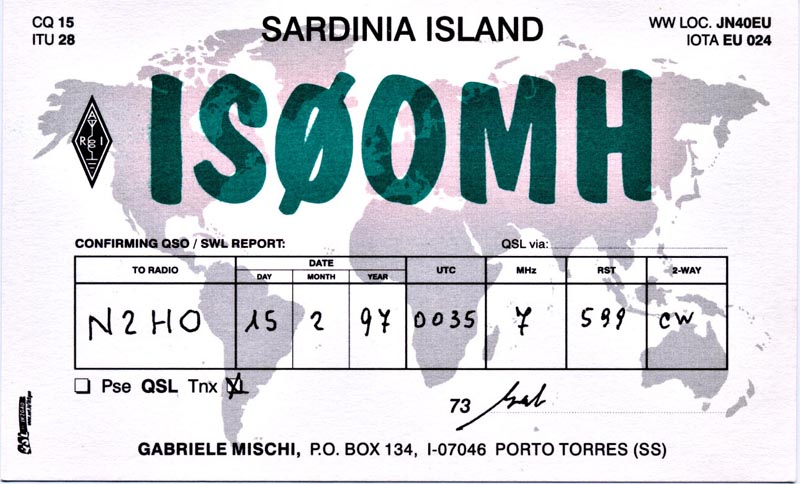 CQ 15
ITU 28
SARDINIA ISLAND
WW LOC. JN40EU
IOTA EU 024
ISØOMH
A
R I
CONFIRMING QSO / SWL REPORT:
QSL via:
TO RADIO DATE UTC MHz RST 2-WAY
DAY MONTH YEAR
N2HO 15 2 97 0035 7 599 CW
Pse QSL Tnx
73
GABRIELE MISCHI, P.O. BOX 134, I-07046 PORTO TORRES (SS)